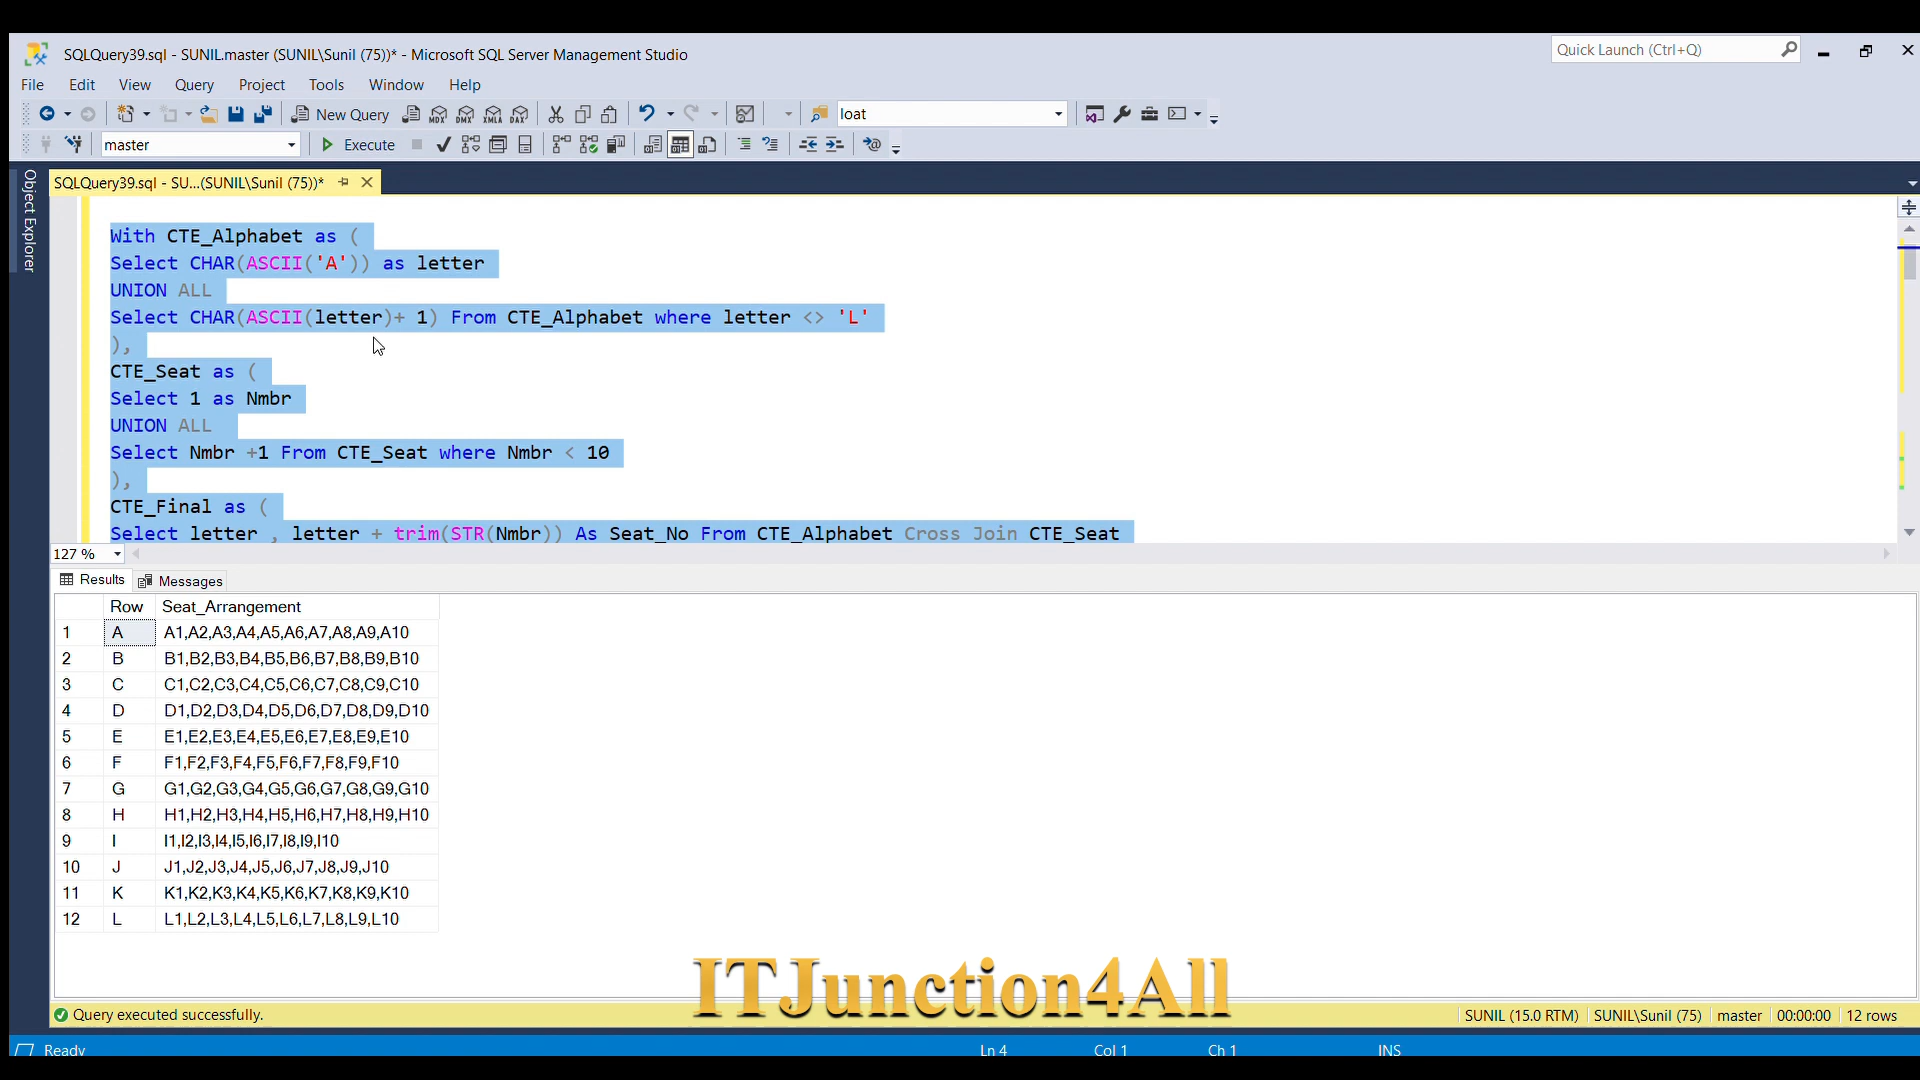 SQLQuery39.sql - SUNIL.master (SUNIL\Sunil (75))* - Microsoft SQL Server Management Studio
Quick Launch (Ctrl+Q)
File Edit View Query Project Tools Window Help
New Query
loat
master
Execute
Object Explorer
SQLQuery39.sql - SU...(SUNIL\Sunil (75))*
With CTE_Alphabet as (
Select CHAR(ASCII('A')) as letter
UNION ALL
Select CHAR(ASCII(letter)+ 1) From CTE_Alphabet where letter <> 'L'
),
CTE_Seat as (
Select 1 as Nmbr
UNION ALL
Select Nmbr +1 From CTE_Seat where Nmbr < 10
),
CTE_Final as (
Select letter , letter + trim(STR(Nmbr)) As Seat_No From CTE_Alphabet Cross Join CTE_Seat
127 %
Results Messages
Row Seat_Arrangement
1 A A1,A2,A3,A4,A5,A6,A7,A8,A9,A10
2 B B1,B2,B3,B4,B5,B6,B7,B8,B9,B10
3 C C1,C2,C3,C4,C5,C6,C7,C8,C9,C10
4 D D1,D2,D3,D4,D5,D6,D7,D8,D9,D10
5 E E1,E2,E3,E4,E5,E6,E7,E8,E9,E10
6 F F1,F2,F3,F4,F5,F6,F7,F8,F9,F10
7 G G1,G2,G3,G4,G5,G6,G7,G8,G9,G10
8 H H1,H2,H3,H4,H5,H6,H7,H8,H9,H10
9 I I1,I2,I3,I4,I5,I6,I7,I8,I9,I10
10 J J1,J2,J3,J4,J5,J6,J7,J8,J9,J10
11 K K1,K2,K3,K4,K5,K6,K7,K8,K9,K10
12 L L1,L2,L3,L4,L5,L6,L7,L8,L9,L10
ITJunction4All
Query executed successfully.
SUNIL (15.0 RTM) SUNIL\Sunil (75) master 00:00:00 12 rows
Ready Ln 4 Col 1 Ch 1 INS